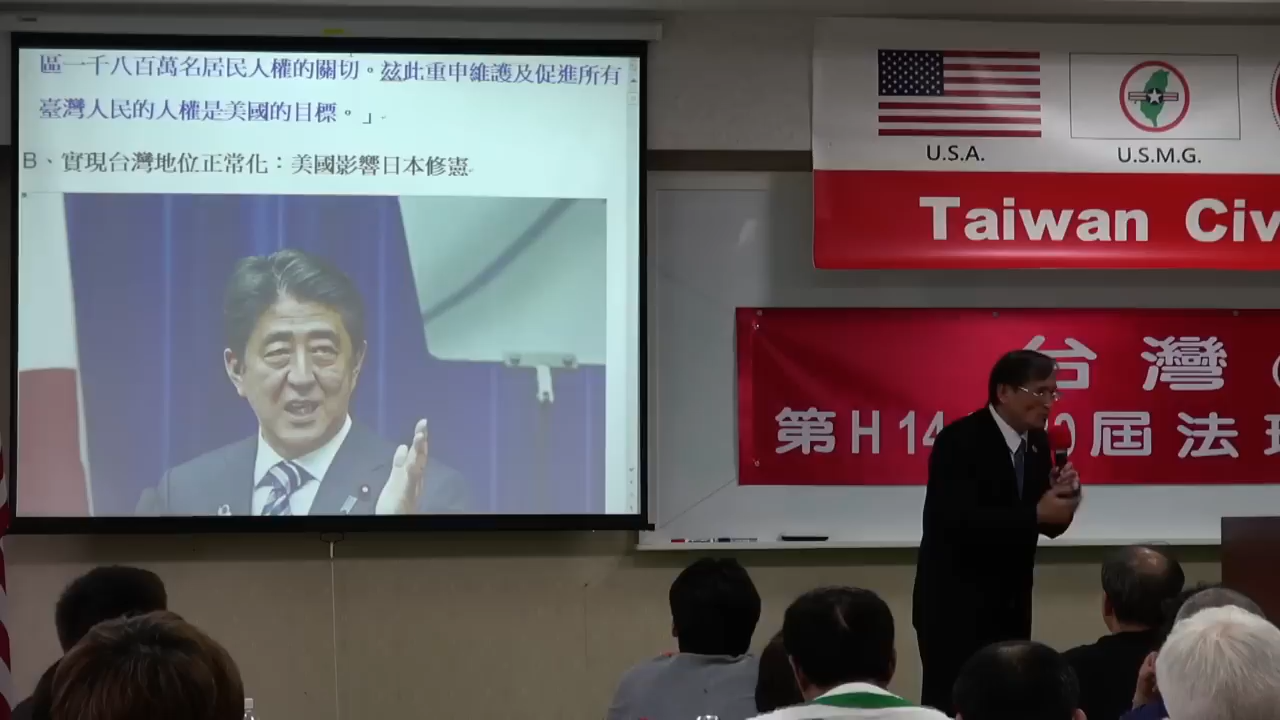 區一千八百萬名居民人權的關切。茲此重申維護及促進所有
臺灣人民的人權是美國的目標。」
B、實現台灣地位正常化：美國影響日本修憲
U.S.A.
U.S.M.G.
Taiwan Civ
台灣
第H14 0屆法